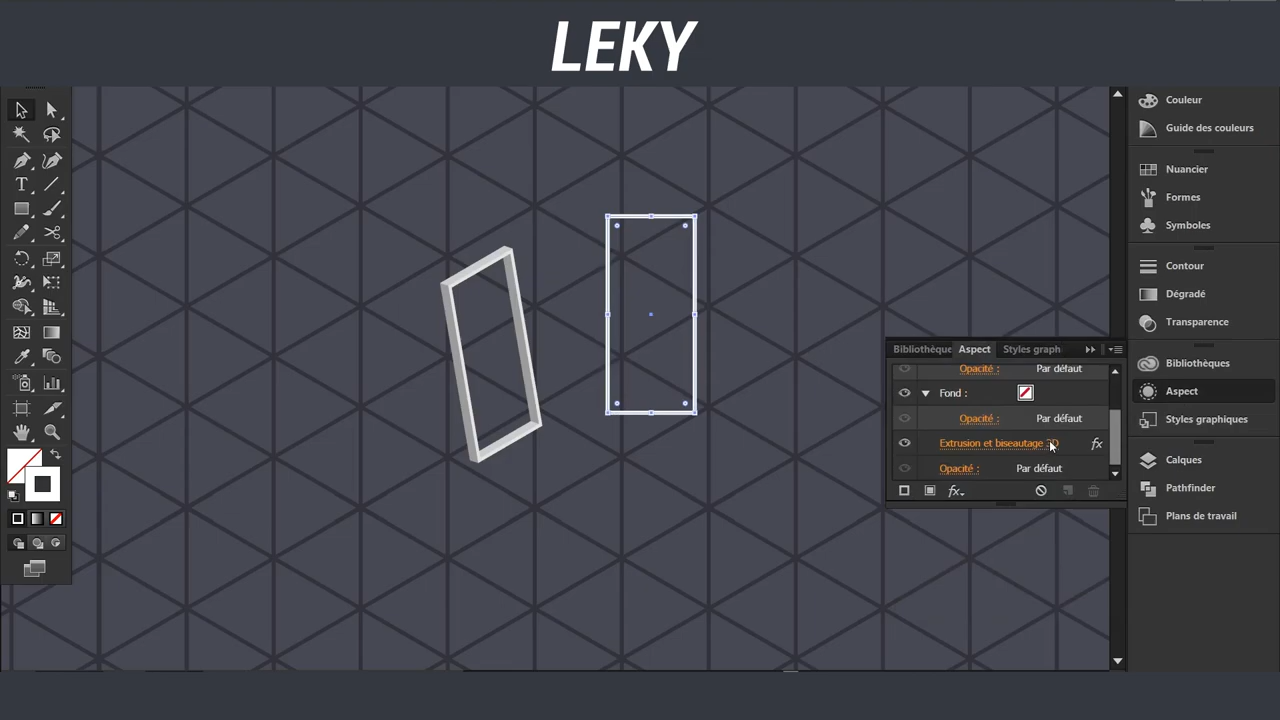 LEKY
Couleur
Guide des couleurs
Nuancier
Formes
Symboles
Contour
Dégradé
Transparence
Bibliothèques
Aspect
Styles graphiques
Calques
Pathfinder
Plans de travail
Bibliothèque Aspect Styles graph
Opacité : Par défaut
Fond :
Opacité : Par défaut
Extrusion et biseautage 3D fx
Opacité : Par défaut
fx